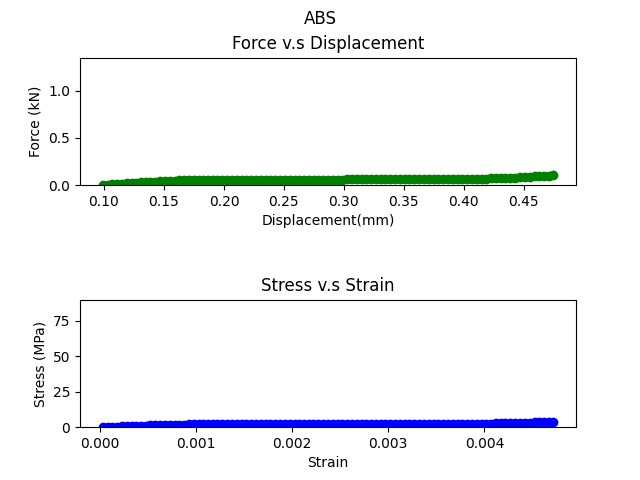 ABS
Force v.s Displacement
1.0
0.5
0.0
Force (kN)
0.10 0.15 0.20 0.25 0.30 0.35 0.40 0.45
Displacement(mm)
Stress v.s Strain
75
50
25
0
Stress (MPa)
0.000 0.001 0.002 0.003 0.004
Strain